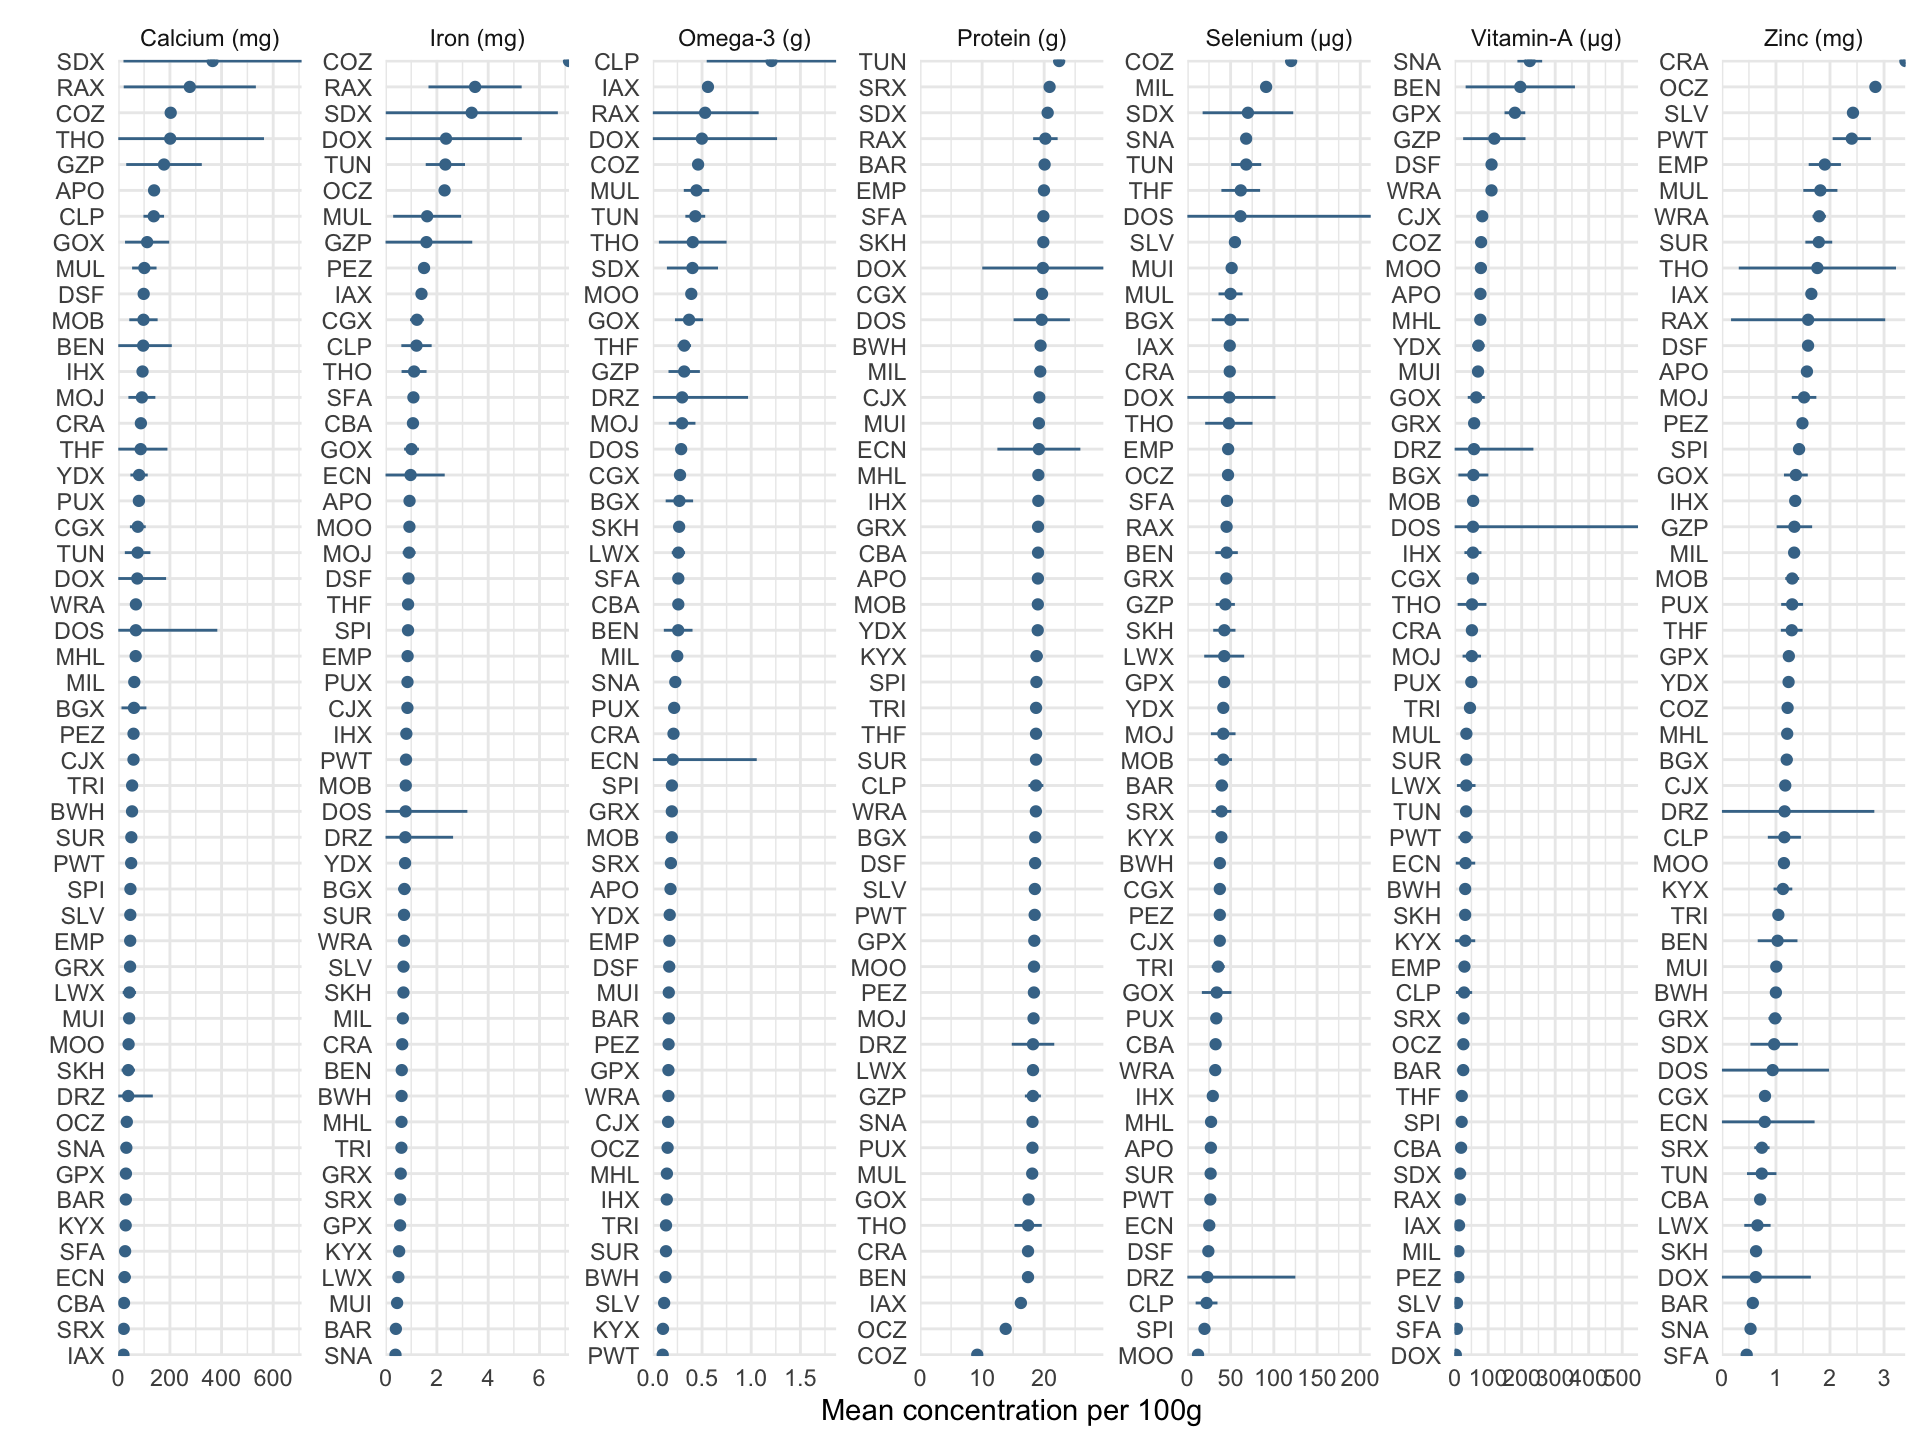 Calcium (mg) Iron (mg) Omega-3 (g) Protein (g) Selenium (μg) Vitamin-A (μg) Zinc (mg)
SDX COZ CLP TUN COZ SNA CRA
RAX RAX IAX SRX MIL BEN OCZ
COZ SDX RAX SDX SDX GPX SLV
THO DOX DOX RAX SNA GZP PWT
GZP TUN COZ BAR TUN DSF EMP
APO OCZ MUL EMP THF WRA MUL
CLP MUL TUN SFA DOS CJX WRA
GOX GZP THO SKH SLV COZ SUR
MUL PEZ SDX DOX MUI MOO THO
DSF IAX MOO CGX MUL APO IAX
MOB CGX GOX DOS BGX MHL RAX
BEN CLP THF BWH IAX YDX DSF
IHX THO GZP MIL CRA MUI APO
MOJ SFA DRZ CJX DOX GOX MOJ
CRA CBA MOJ MUI THO GRX PEZ
THF GOX DOS ECN EMP DRZ SPI
YDX ECN CGX MHL OCZ BGX GOX
PUX APO BGX IHX SFA MOB IHX
CGX MOO SKH GRX RAX DOS GZP
TUN MOJ LWX CBA BEN IHX MIL
DOX DSF SFA APO GRX CGX MOB
WRA THF CBA MOB GZP THO PUX
DOS SPI BEN YDX SKH CRA THF
MHL EMP MIL KYX LWX MOJ GPX
MIL PUX SNA SPI GPX PUX YDX
BGX CJX PUX TRI YDX TRI COZ
PEZ IHX CRA THF MOJ MUL MHL
CJX PWT ECN SUR MOB SUR BGX
TRI MOB SPI CLP BAR LWX CJX
BWH DOS GRX WRA SRX TUN DRZ
SUR DRZ MOB BGX KYX PWT CLP
PWT YDX SRX DSF BWH ECN MOO
SPI BGX APO SLV CGX BWH KYX
SLV SUR YDX PWT PEZ SKH TRI
EMP WRA EMP GPX CJX KYX BEN
GRX SLV DSF MOO TRI EMP MUI
LWX SKH MUI PEZ GOX CLP BWH
MUI MIL BAR MOJ PUX SRX GRX
MOO CRA PEZ DRZ CBA OCZ SDX
SKH BEN GPX LWX WRA BAR DOS
DRZ BWH WRA GZP IHX THF CGX
OCZ MHL CJX SNA MHL SPI ECN
SNA TRI OCZ PUX APO CBA SRX
GPX GRX MHL MUL SUR SDX TUN
BAR SRX IHX GOX PWT RAX CBA
KYX GPX TRI THO ECN IAX LWX
SFA KYX SUR CRA DSF MIL SKH
ECN LWX BWH BEN DRZ PEZ DOX
CBA MUI SLV IAX CLP SLV BAR
SRX BAR KYX OCZ SPI SFA SNA
IAX SNA PWT COZ MOO DOX SFA
0 200 400 600 0 2 4 6 0.0 0.5 1.0 1.5 0 10 20 0 50 100 150 200 0 100 200 300 400 500 0 1 2 3
Mean concentration per 100g